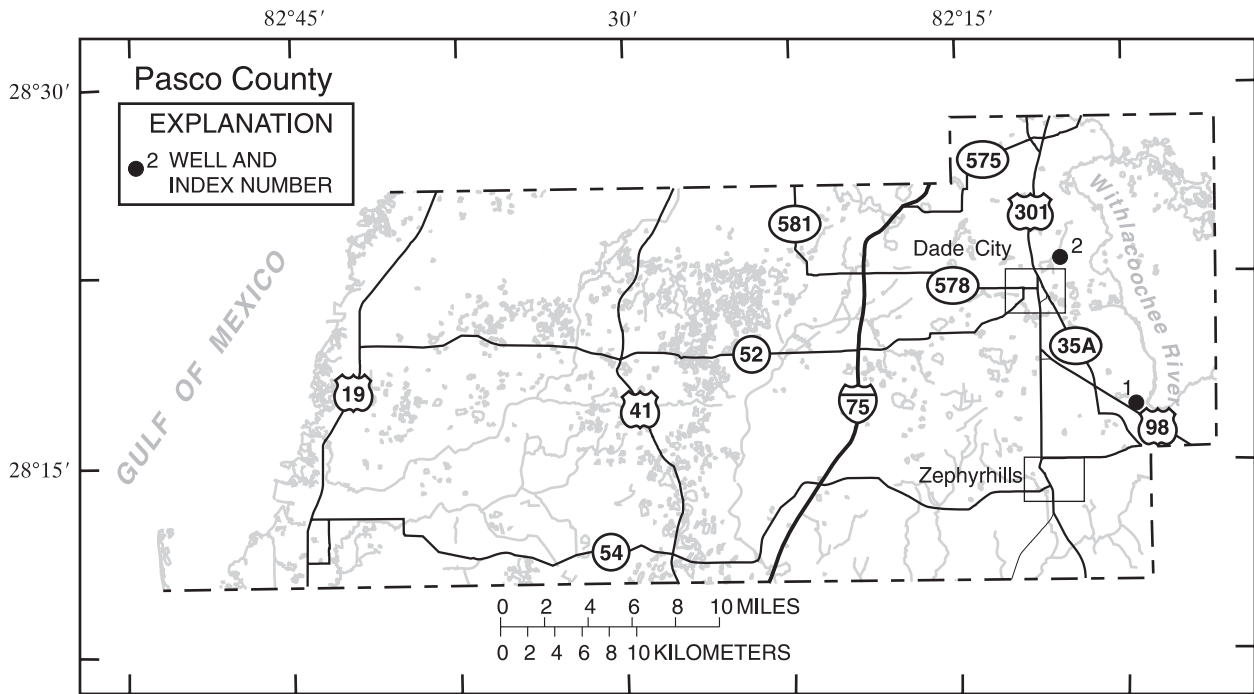 82°45′ 30′ 82°15′
28°30′
Pasco County
EXPLANATION
2 WELL AND
INDEX NUMBER
575
301
581
Withlacoochee River
Dade City
2
578
GULF OF MEXICO
52
35A
19
41
75
1
98
28°15′
Zephyrhills
54
0 2 4 6 8 10 MILES
0 2 4 6 8 10 KILOMETERS